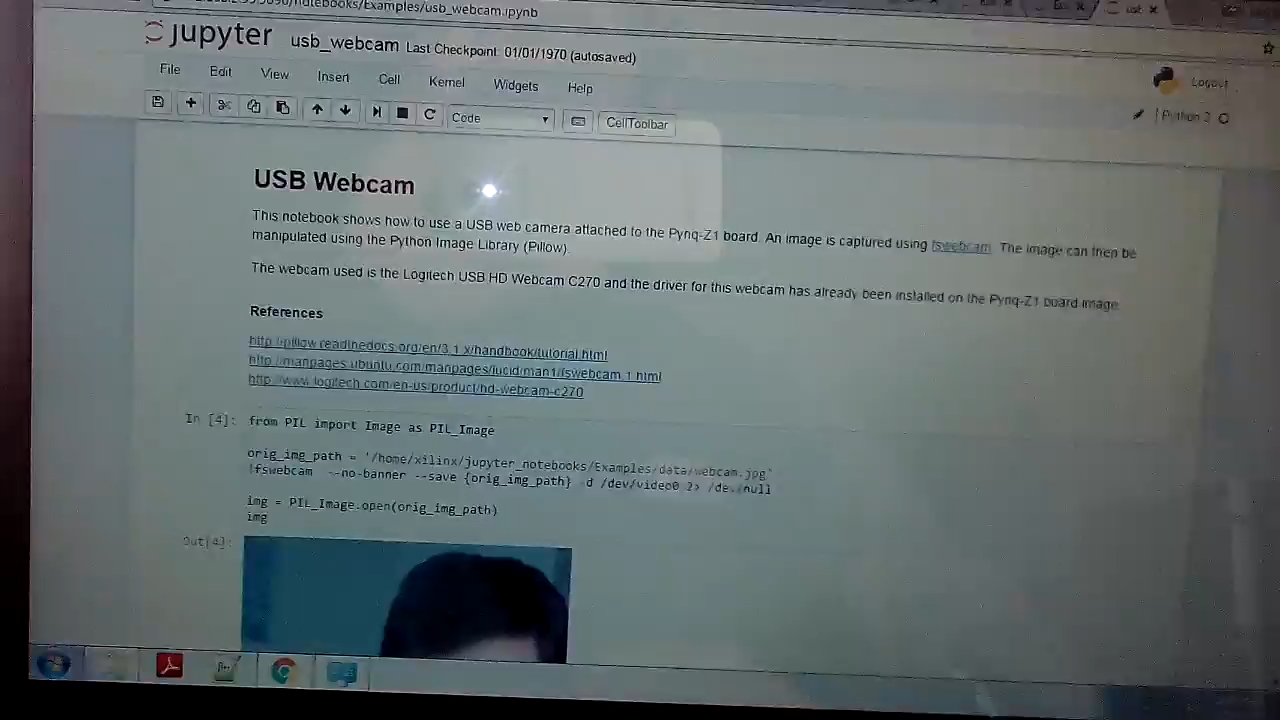 notebooks/Examples/usb_webcam.ipynb
jupyter usb_webcam Last Checkpoint: 01/01/1970 (autosaved)
Logout
File Edit View Insert Cell Kernel Widgets Help
Code CellToolbar
Python 3
USB Webcam
This notebook shows how to use a USB web camera attached to the Pynq-Z1 board. An image is captured using fswebcam. The image can then be
manipulated using the Python Image Library (Pillow).
The webcam used is the Logitech USB HD Webcam C270 and the driver for this webcam has already been installed on the Pynq-Z1 board image.
References
http://pillow.readthedocs.org/en/3.1.x/handbook/tutorial.html
http://manpages.ubuntu.com/manpages/lucid/man1/fswebcam.1.html
http://www.logitech.com/en-us/product/hd-webcam-c270
In [4]: from PIL import Image as PIL_Image
orig_img_path = '/home/xilinx/jupyter_notebooks/Examples/data/webcam.jpg'
!fswebcam --no-banner --save {orig_img_path} -d /dev/video0 2> /dev/null
img = PIL_Image.open(orig_img_path)
img
Out[4]: